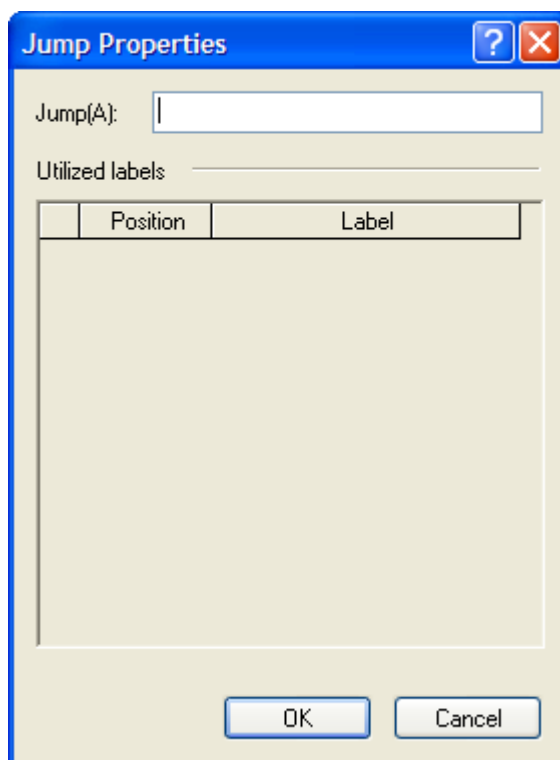 Jump Properties
Jump(A):
Utilized labels
Position Label
OK Cancel